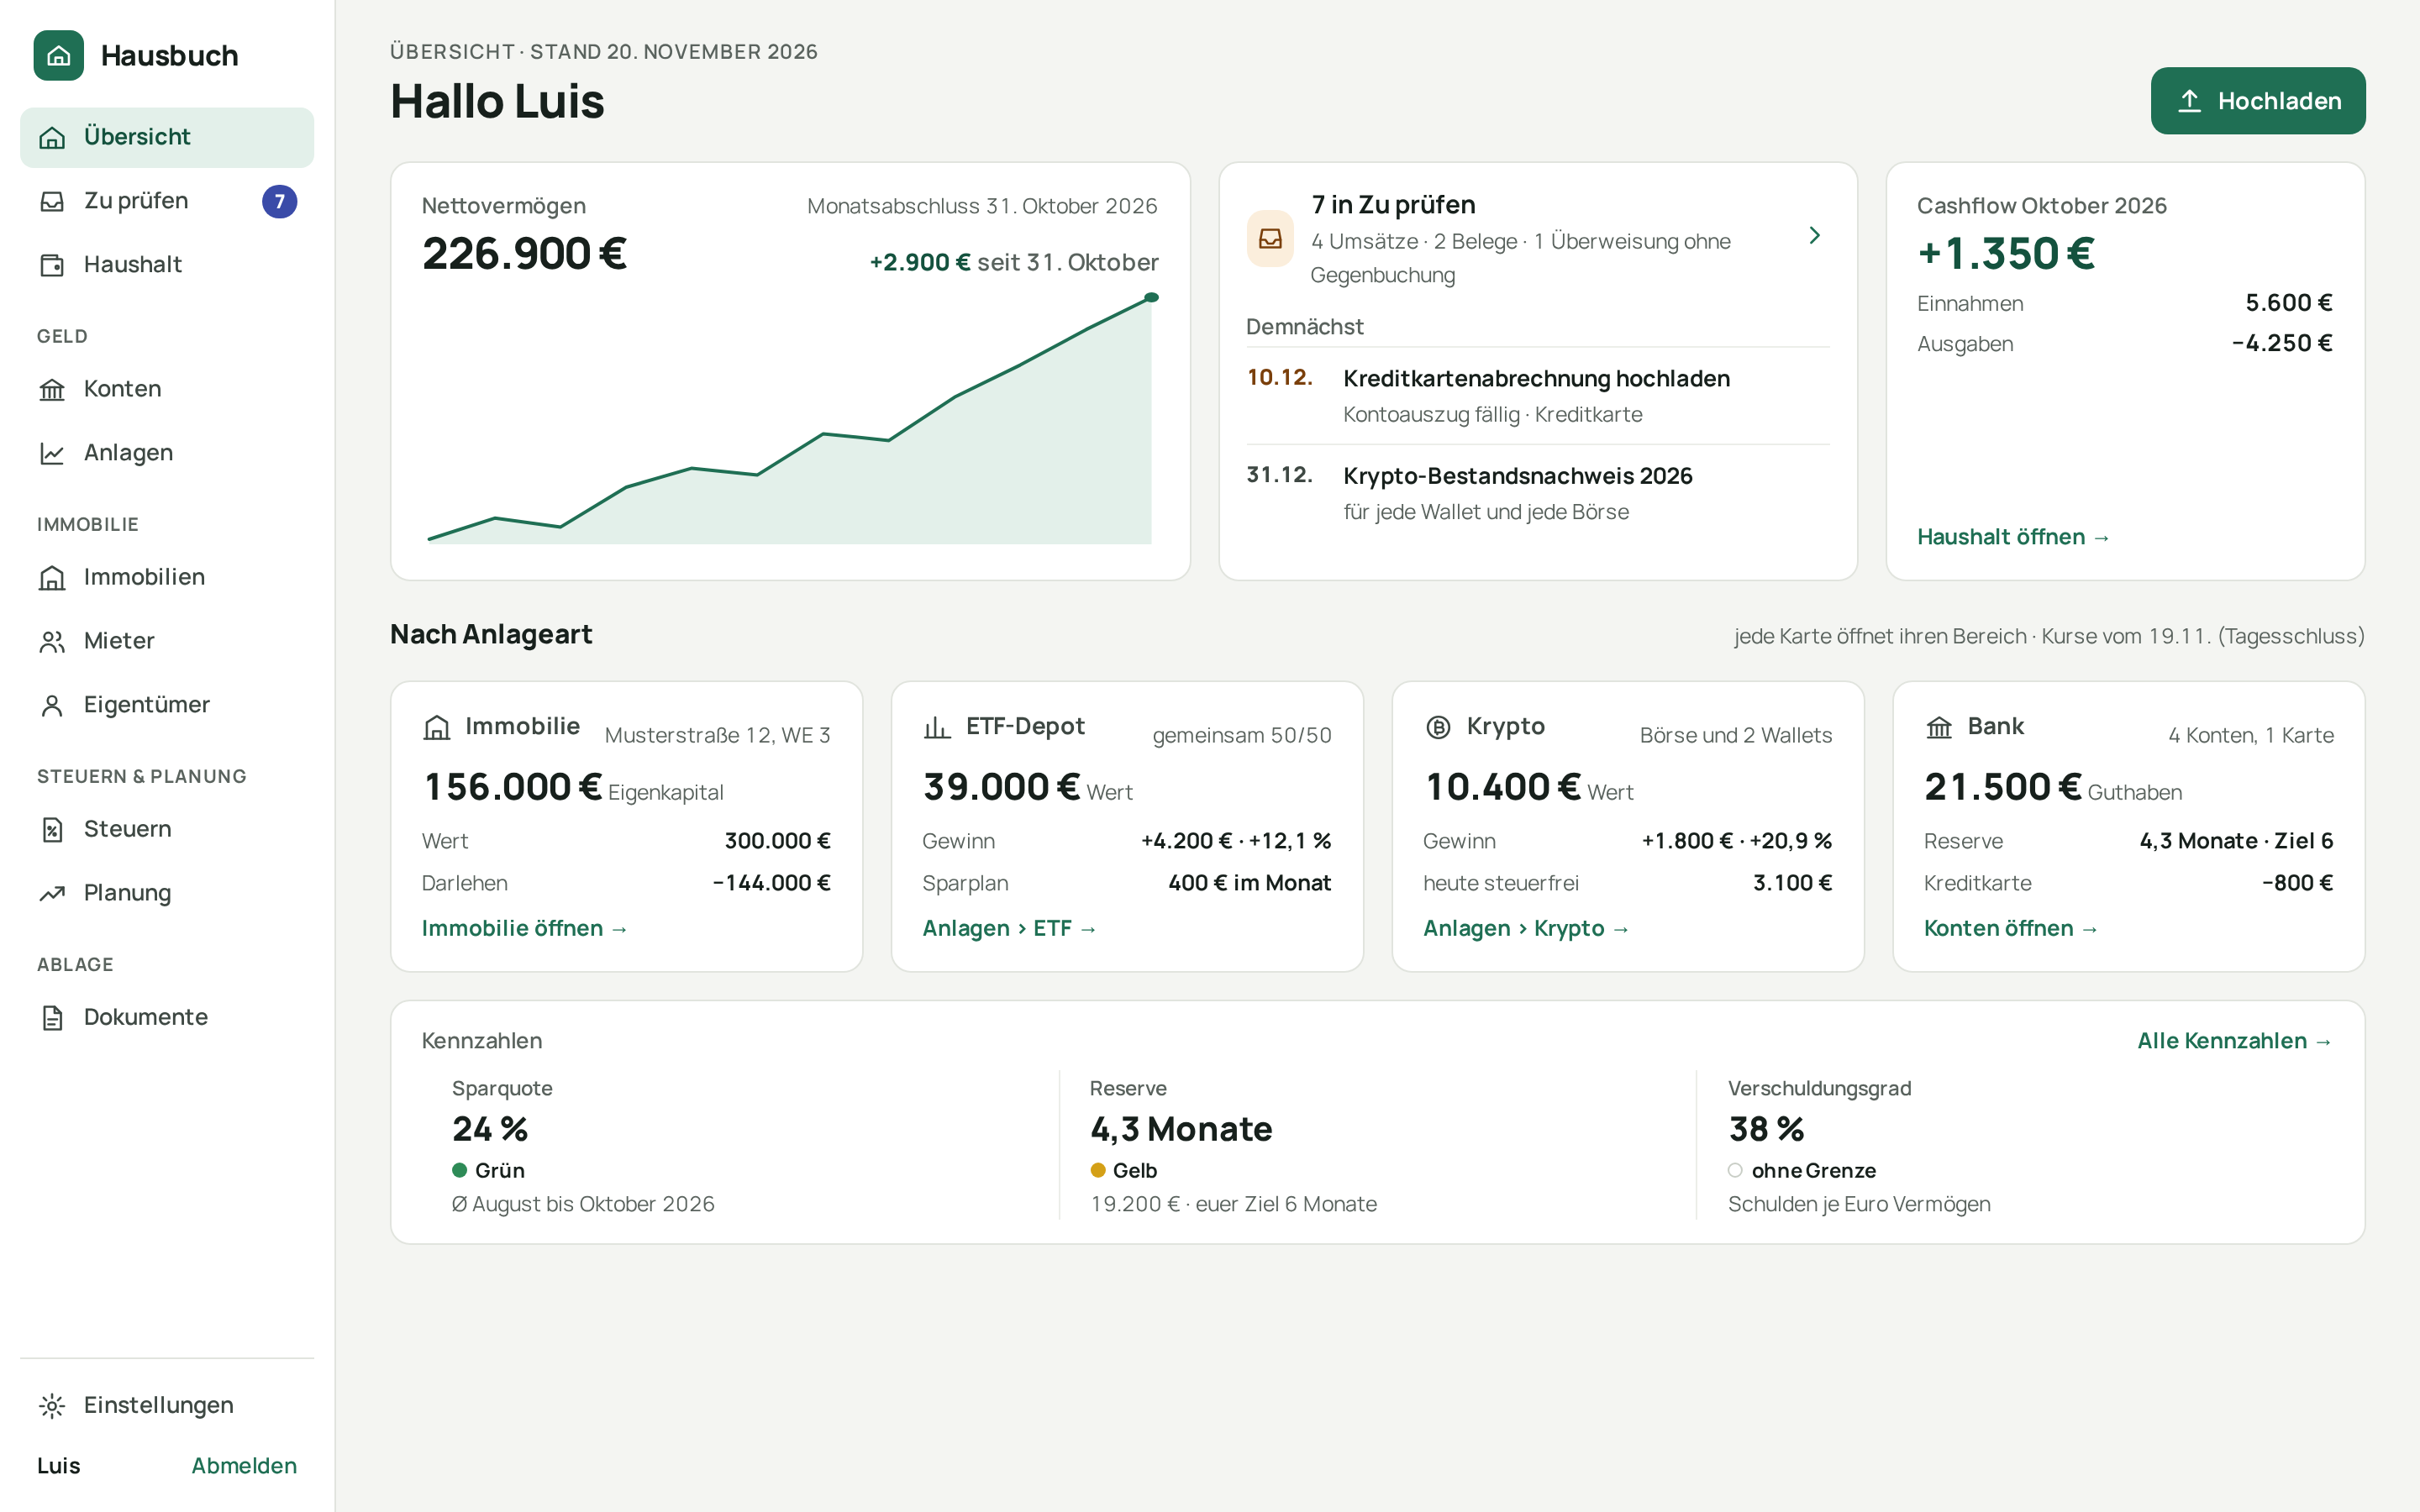 Hausbuch
Übersicht
Zu prüfen 7
Haushalt
GELD
Konten
Anlagen
IMMOBILIE
Immobilien
Mieter
Eigentümer
STEUERN & PLANUNG
Steuern
Planung
ABLAGE
Dokumente
Einstellungen
Luis Abmelden
ÜBERSICHT · STAND 20. NOVEMBER 2026
Hallo Luis
Hochladen
Nettovermögen Monatsabschluss 31. Oktober 2026
226.900 € +2.900 € seit 31. Oktober
7 in Zu prüfen
4 Umsätze · 2 Belege · 1 Überweisung ohne
Gegenbuchung
Demnächst
10.12. Kreditkartenabrechnung hochladen
Kontoauszug fällig · Kreditkarte
31.12. Krypto-Bestandsnachweis 2026
für jede Wallet und jede Börse
Cashflow Oktober 2026
+1.350 €
Einnahmen 5.600 €
Ausgaben −4.250 €
Haushalt öffnen →
Nach Anlageart jede Karte öffnet ihren Bereich · Kurse vom 19.11. (Tagesschluss)
Immobilie Musterstraße 12, WE 3
156.000 € Eigenkapital
Wert 300.000 €
Darlehen −144.000 €
Immobilie öffnen →
ETF-Depot gemeinsam 50/50
39.000 € Wert
Gewinn +4.200 € · +12,1 %
Sparplan 400 € im Monat
Anlagen › ETF →
Krypto Börse und 2 Wallets
10.400 € Wert
Gewinn +1.800 € · +20,9 %
heute steuerfrei 3.100 €
Anlagen › Krypto →
Bank 4 Konten, 1 Karte
21.500 € Guthaben
Reserve 4,3 Monate · Ziel 6
Kreditkarte −800 €
Konten öffnen →
Kennzahlen Alle Kennzahlen →
Sparquote
24 %
Grün
Ø August bis Oktober 2026
Reserve
4,3 Monate
Gelb
19.200 € · euer Ziel 6 Monate
Verschuldungsgrad
38 %
ohne Grenze
Schulden je Euro Vermögen